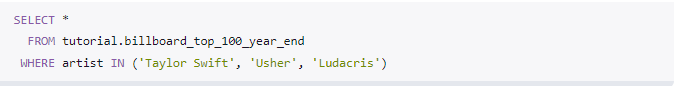 SELECT *
  FROM tutorial.billboard_top_100_year_end
 WHERE artist IN ('Taylor Swift', 'Usher', 'Ludacris')